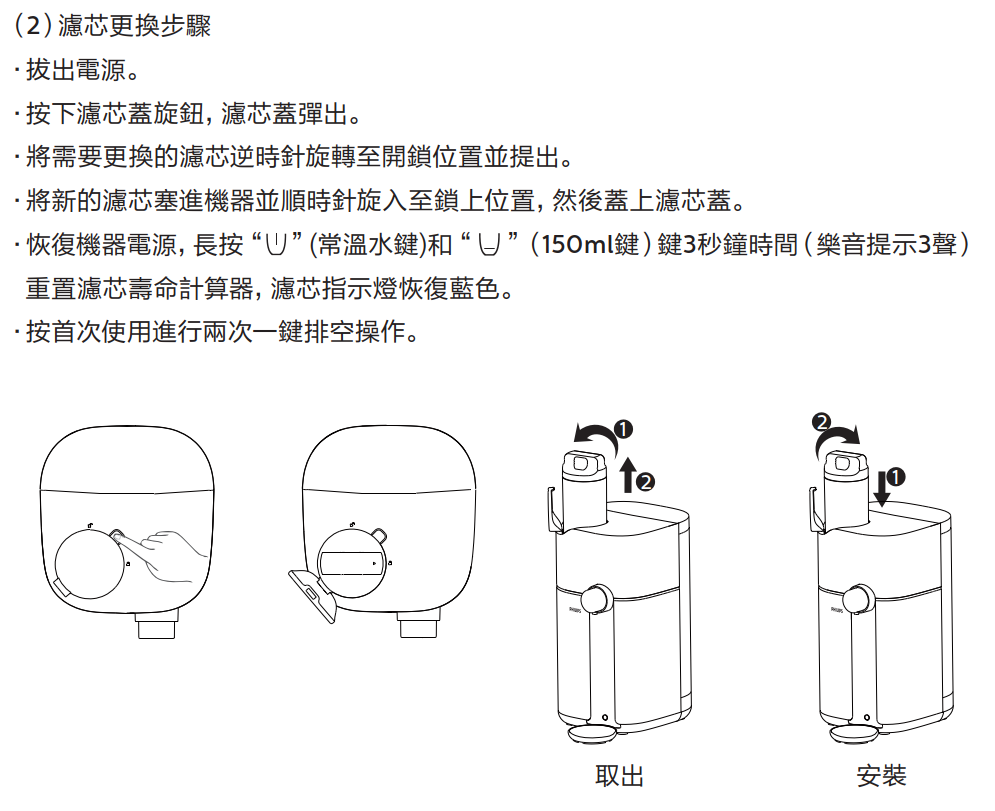 （2）濾芯更換步驟
·拔出電源。
·按下濾芯蓋旋鈕，濾芯蓋彈出。
·將需要更換的濾芯逆時針旋轉至開鎖位置並提出。
·將新的濾芯塞進機器並順時針旋入至鎖上位置，然後蓋上濾芯蓋。
·恢復機器電源，長按 “ ” (常溫水鍵)和 “ ”（150ml鍵）鍵3秒鐘時間（樂音提示3聲）
重置濾芯壽命計算器，濾芯指示燈恢復藍色。
·按首次使用進行兩次一鍵排空操作。
1
2
2
1
PHILIPS
PHILIPS
取出
安裝